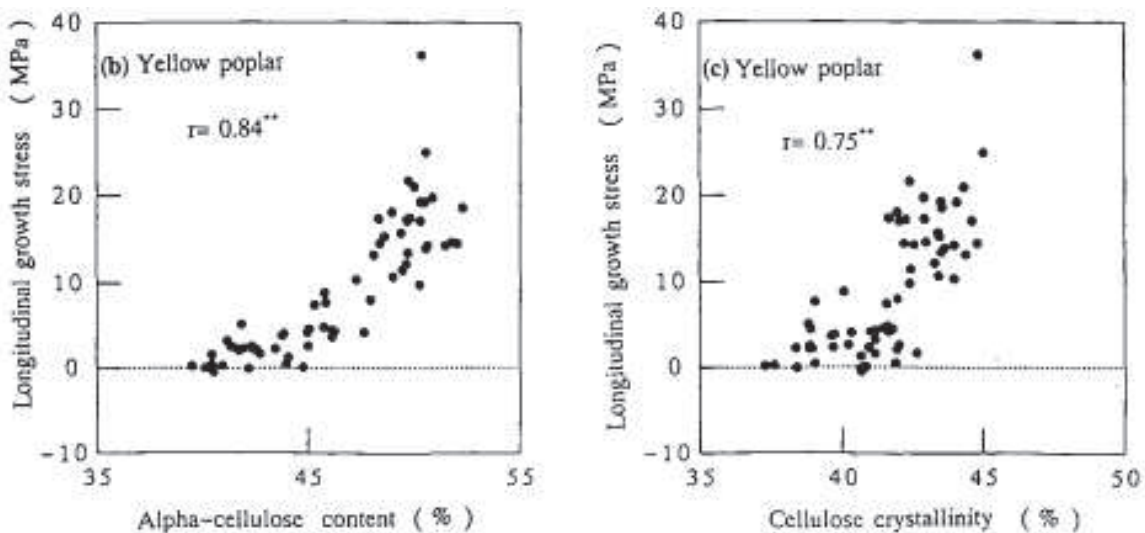 Longitudinal growth stress (MPa)
40
30
20
10
0
-10
(b) Yellow poplar
r= 0.84**
35 45 55
Alpha-cellulose content (%)
Longitudinal growth stress (MPa)
40
30
20
10
0
-10
(c) Yellow poplar
r= 0.75**
35 40 45 50
Cellulose crystallinity (%)